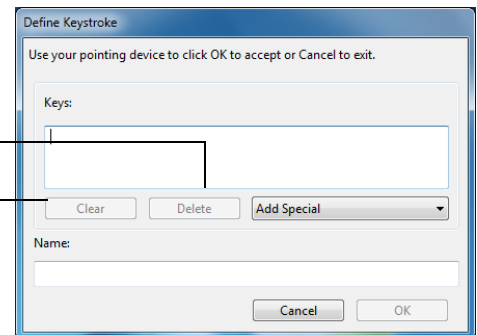 Define Keystroke
Use your pointing device to click OK to accept or Cancel to exit.
Keys:
Clear Delete Add Special
Name:
Cancel OK